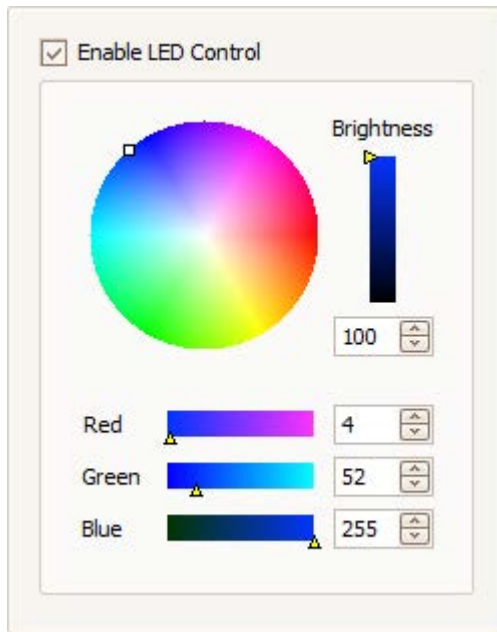 Enable LED Control
Brightness
100
Red 4
Green 52
Blue 255